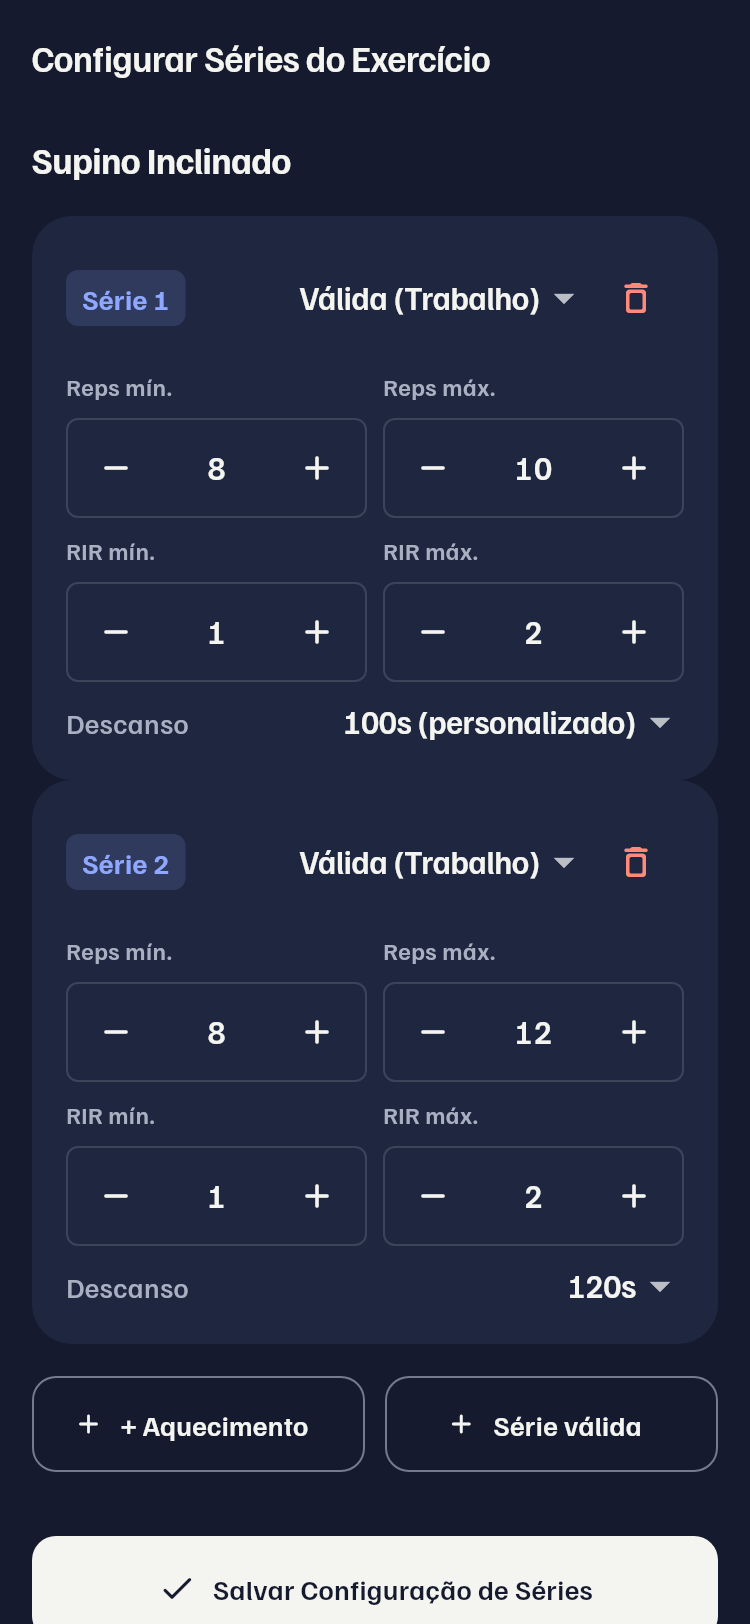 Configurar Séries do Exercício
Supino Inclinado
Série 1 Válida (Trabalho)
Reps mín. Reps máx.
− 8 + − 10 +
RIR mín. RIR máx.
− 1 + − 2 +
Descanso 100s (personalizado)
Série 2 Válida (Trabalho)
Reps mín. Reps máx.
− 8 + − 12 +
RIR mín. RIR máx.
− 1 + − 2 +
Descanso 120s
+ + Aquecimento + Série válida
Salvar Configuração de Séries